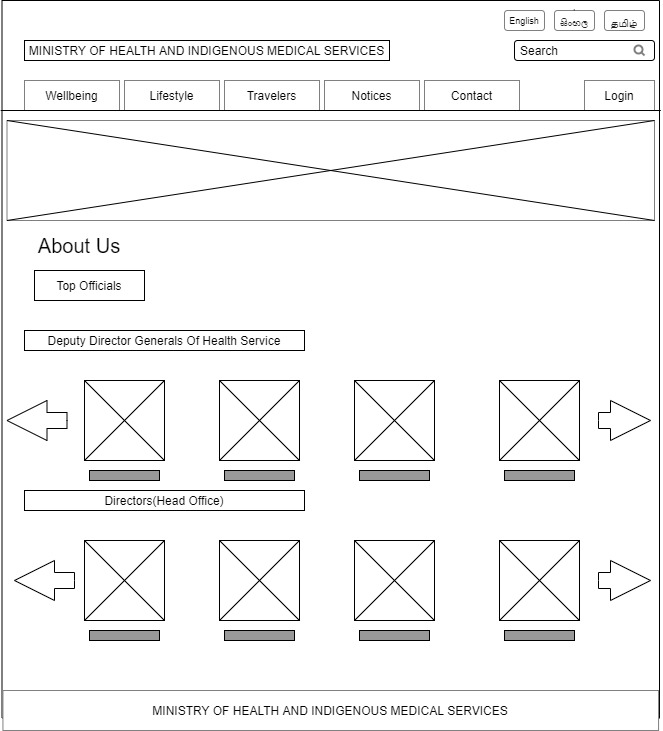 English
සිංහල
தமிழ்
MINISTRY OF HEALTH AND INDIGENOUS MEDICAL SERVICES
Search
Wellbeing
Lifestyle
Travelers
Notices
Contact
Login
About Us
Top Officials
Deputy Director Generals Of Health Service
Directors(Head Office)
MINISTRY OF HEALTH AND INDIGENOUS MEDICAL SERVICES